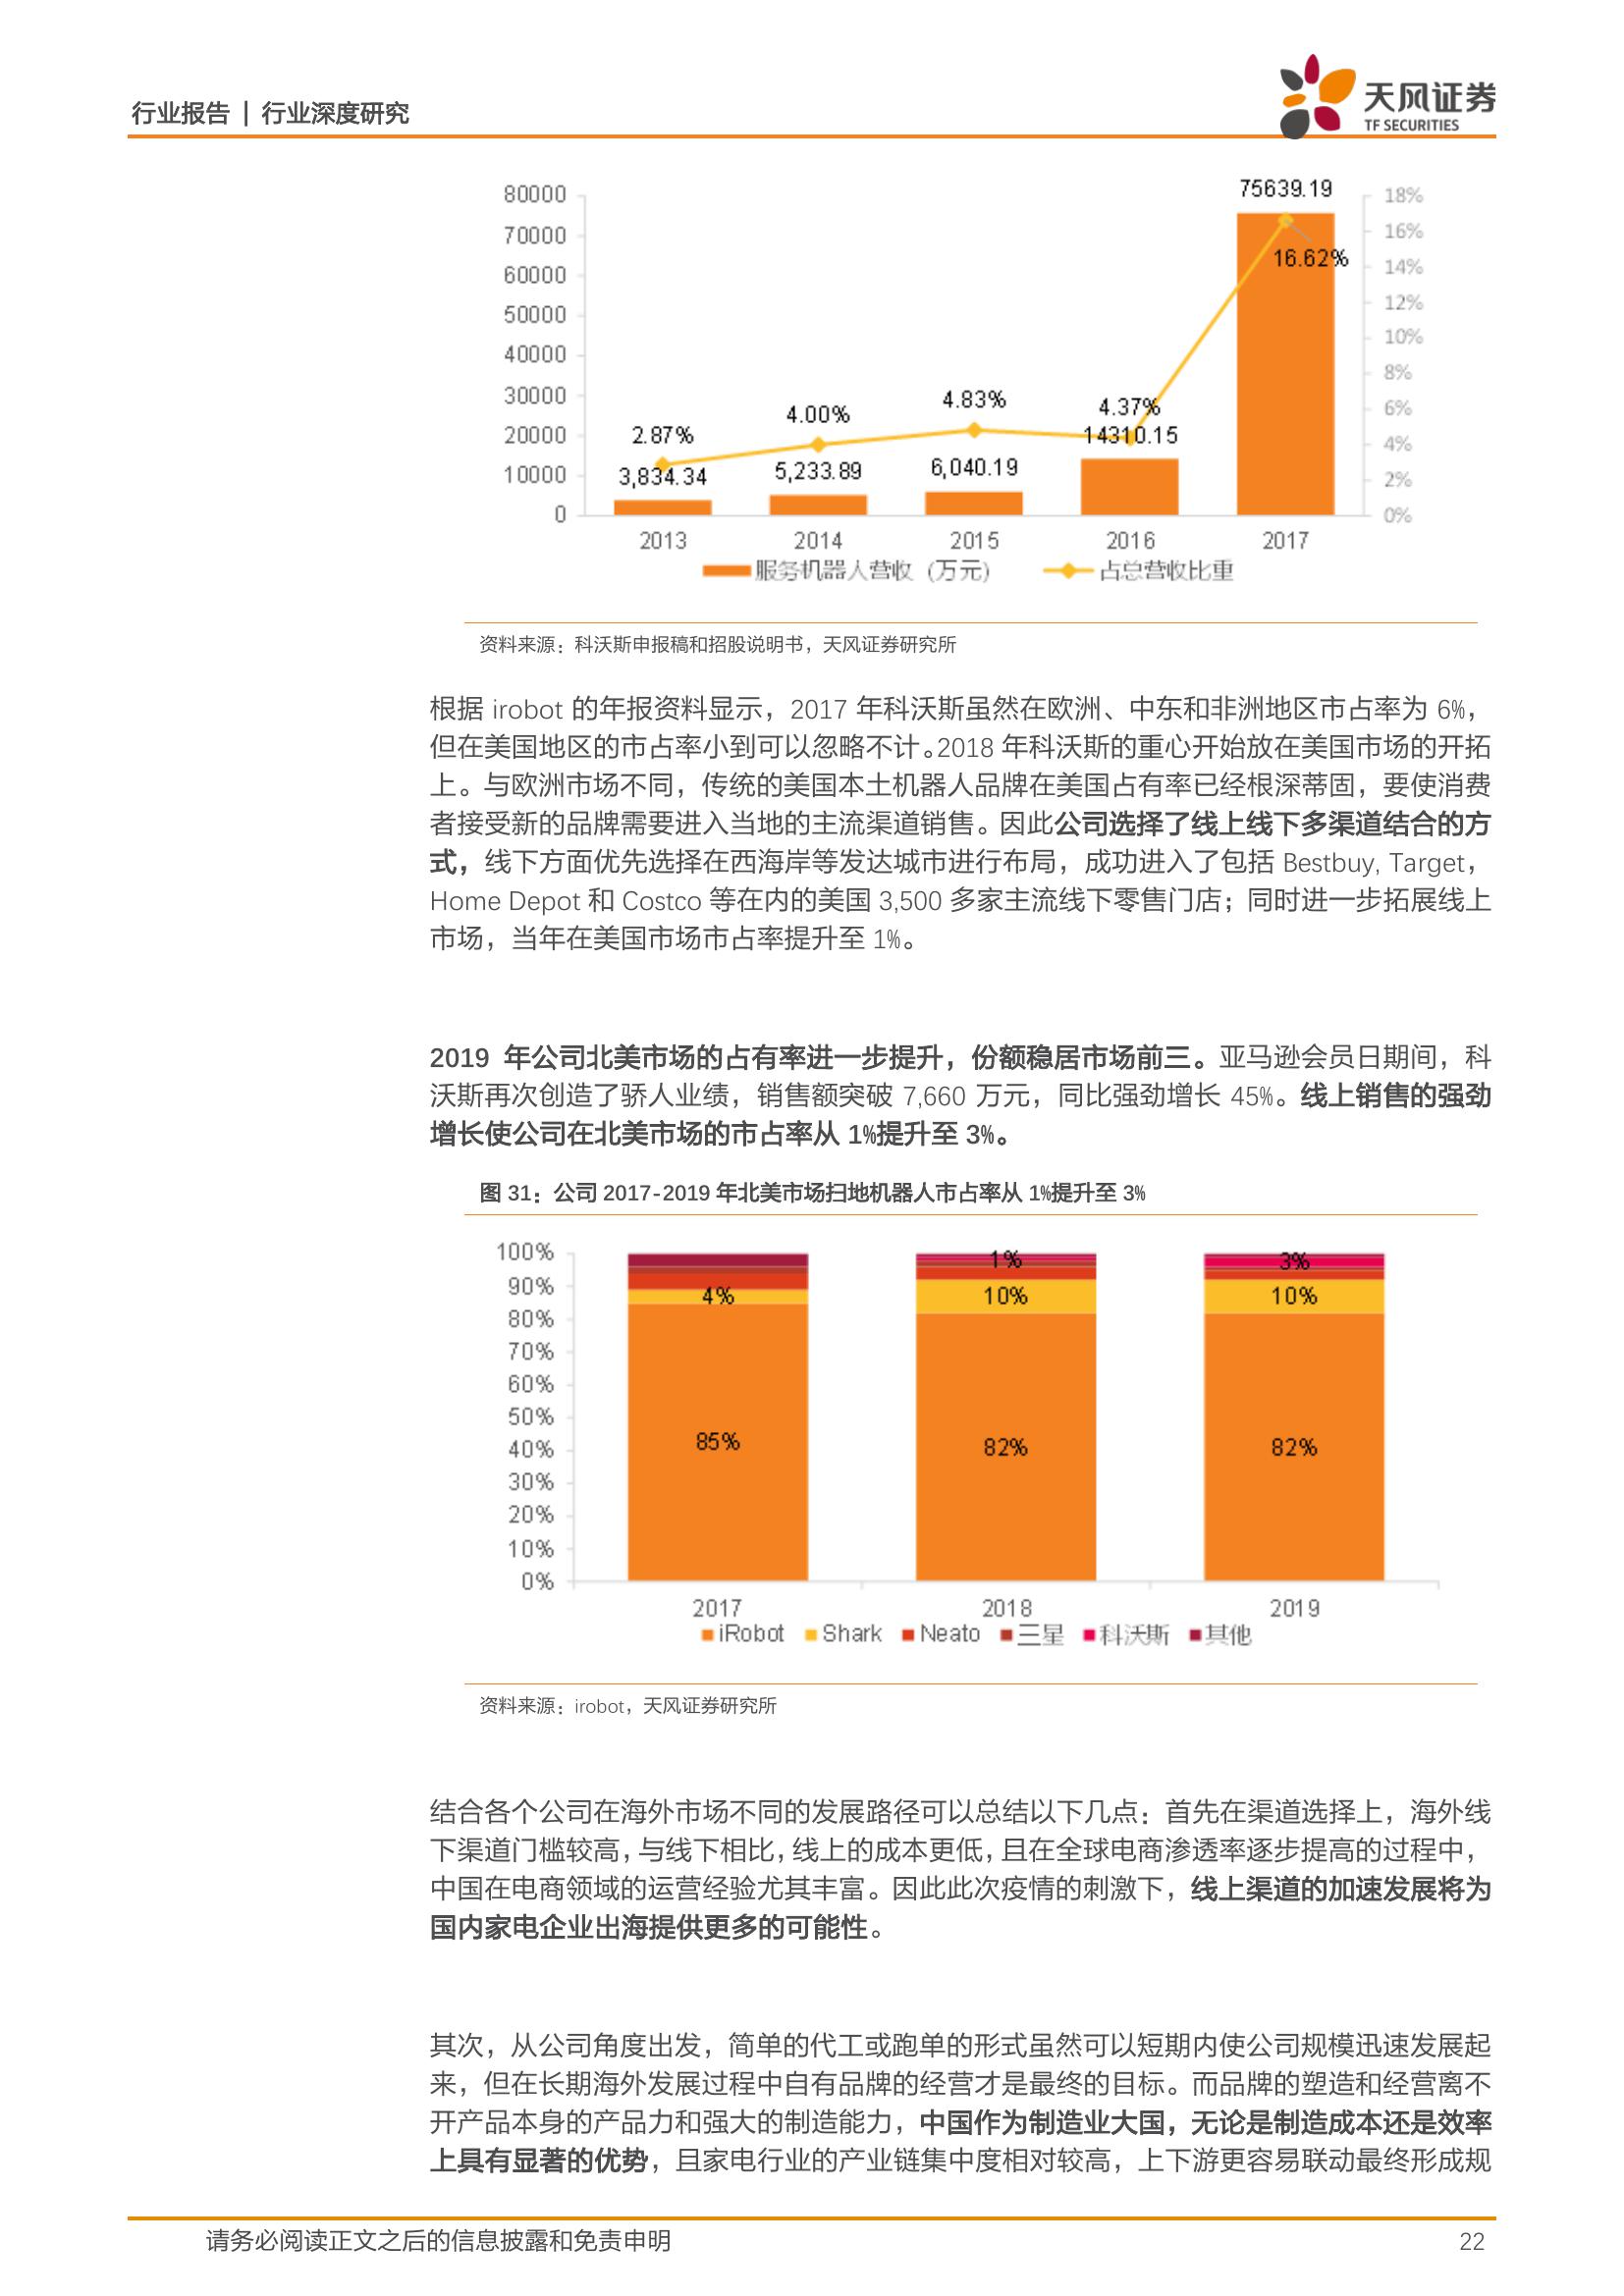 行业报告 | 行业深度研究
天风证券
TF SECURITIES
80000
70000
60000
50000
40000
30000
20000
10000
0
18%
16%
14%
12%
10%
8%
6%
4%
2%
0%
2.87%
4.00%
4.83%
4.37%
16.62%
3,834.34
5,233.89
6,040.19
14310.15
75639.19
2013 2014 2015 2016 2017
服务机器人营收（万元） 占总营收比重
资料来源：科沃斯申报稿和招股说明书，天风证券研究所
根据 irobot 的年报资料显示，2017 年科沃斯虽然在欧洲、中东和非洲地区市占率为 6%，
但在美国地区的市占率小到可以忽略不计。2018 年科沃斯的重心开始放在美国市场的开拓
上。与欧洲市场不同，传统的美国本土机器人品牌在美国占有率已经根深蒂固，要使消费
者接受新的品牌需要进入当地的主流渠道销售。因此公司选择了线上线下多渠道结合的方
式，线下方面优先选择在西海岸等发达城市进行布局，成功进入了包括 Bestbuy, Target，
Home Depot 和 Costco 等在内的美国 3,500 多家主流线下零售门店；同时进一步拓展线上
市场，当年在美国市场市占率提升至 1%。
2019 年公司北美市场的占有率进一步提升，份额稳居市场前三。亚马逊会员日期间，科
沃斯再次创造了骄人业绩，销售额突破 7,660 万元，同比强劲增长 45%。线上销售的强劲
增长使公司在北美市场的市占率从 1%提升至 3%。
图 31：公司 2017-2019 年北美市场扫地机器人市占率从 1%提升至 3%
100%
90%
80%
70%
60%
50%
40%
30%
20%
10%
0%
1% 3%
4% 10% 10%
85% 82% 82%
2017 2018 2019
iRobot Shark Neato 三星 科沃斯 其他
资料来源：irobot，天风证券研究所
结合各个公司在海外市场不同的发展路径可以总结以下几点：首先在渠道选择上，海外线
下渠道门槛较高，与线下相比，线上的成本更低，且在全球电商渗透率逐步提高的过程中，
中国在电商领域的运营经验尤其丰富。因此此次疫情的刺激下，线上渠道的加速发展将为
国内家电企业出海提供更多的可能性。
其次，从公司角度出发，简单的代工或跑单的形式虽然可以短期内使公司规模迅速发展起
来，但在长期海外发展过程中自有品牌的经营才是最终的目标。而品牌的塑造和经营离不
开产品本身的产品力和强大的制造能力，中国作为制造业大国，无论是制造成本还是效率
上具有显著的优势，且家电行业的产业链集中度相对较高，上下游更容易联动最终形成规
请务必阅读正文之后的信息披露和免责申明 22